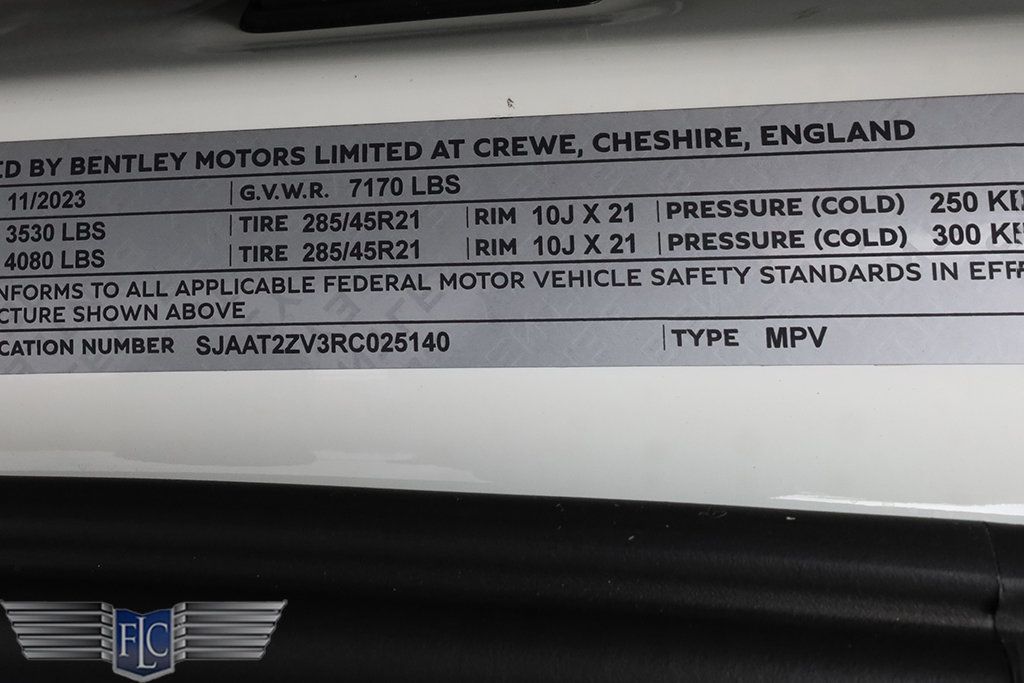 ED BY BENTLEY MOTORS LIMITED AT CREWE, CHESHIRE, ENGLAND
11/2023 G.V.W.R. 7170 LBS
3530 LBS TIRE 285/45R21 RIM 10J X 21 PRESSURE (COLD) 250 K
4080 LBS TIRE 285/45R21 RIM 10J X 21 PRESSURE (COLD) 300 K
NFORMS TO ALL APPLICABLE FEDERAL MOTOR VEHICLE SAFETY STANDARDS IN EFF
CTURE SHOWN ABOVE
CATION NUMBER SJAAT2ZV3RC025140 TYPE MPV
FLC